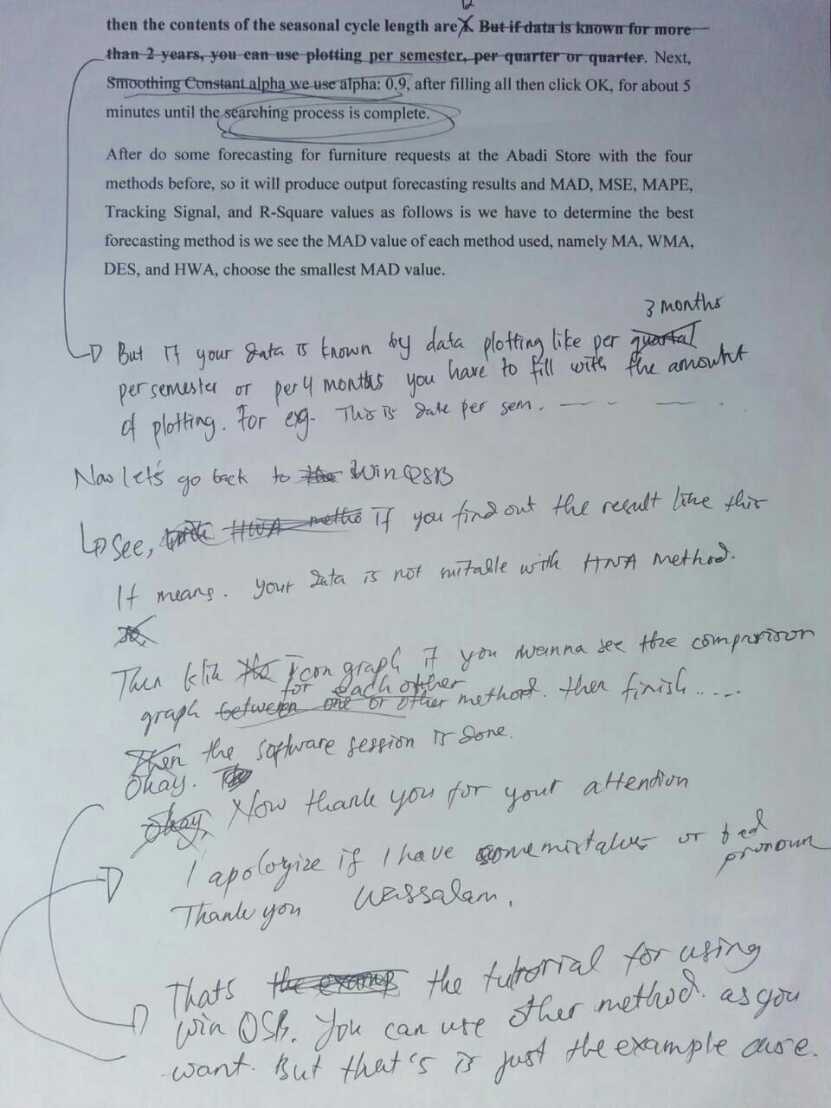 12
then the contents of the seasonal cycle length are But if data is known for more
than 2 years, you can use plotting per semester, per quarter or quarter. Next,
Smoothing Constant alpha we use alpha: 0.9, after filling all then click OK, for about 5
minutes until the searching process is complete.
After do some forecasting for furniture requests at the Abadi Store with the four
methods before, so it will produce output forecasting results and MAD, MSE, MAPE,
Tracking Signal, and R-Square values as follows is we have to determine the best
forecasting method is we see the MAD value of each method used, namely MA, WMA,
DES, and HWA, choose the smallest MAD value.
3 months
But if your data is known by data plotting like per quartal
per semester or per 4 months you have to fill with the amount
of plotting. For eg. This is data per sem.
Now let's go back to the WinQSB
See, HWA metho if you find out the result like this
It means. your data is not suitable with HWA method.
Then klik the Icon graph if you wanna see the comparison
for each other
graph between one or other method. then finish.....
Then the software session is done.
Okay.
Okay, Now thank you for your attention
I apologize if I have some mistakes or bad
pronoun
Thank you Wassalam.
Thats the examp the tutorial for using
Win QSB. You can use other method. as you
want. But that's is just the example case.